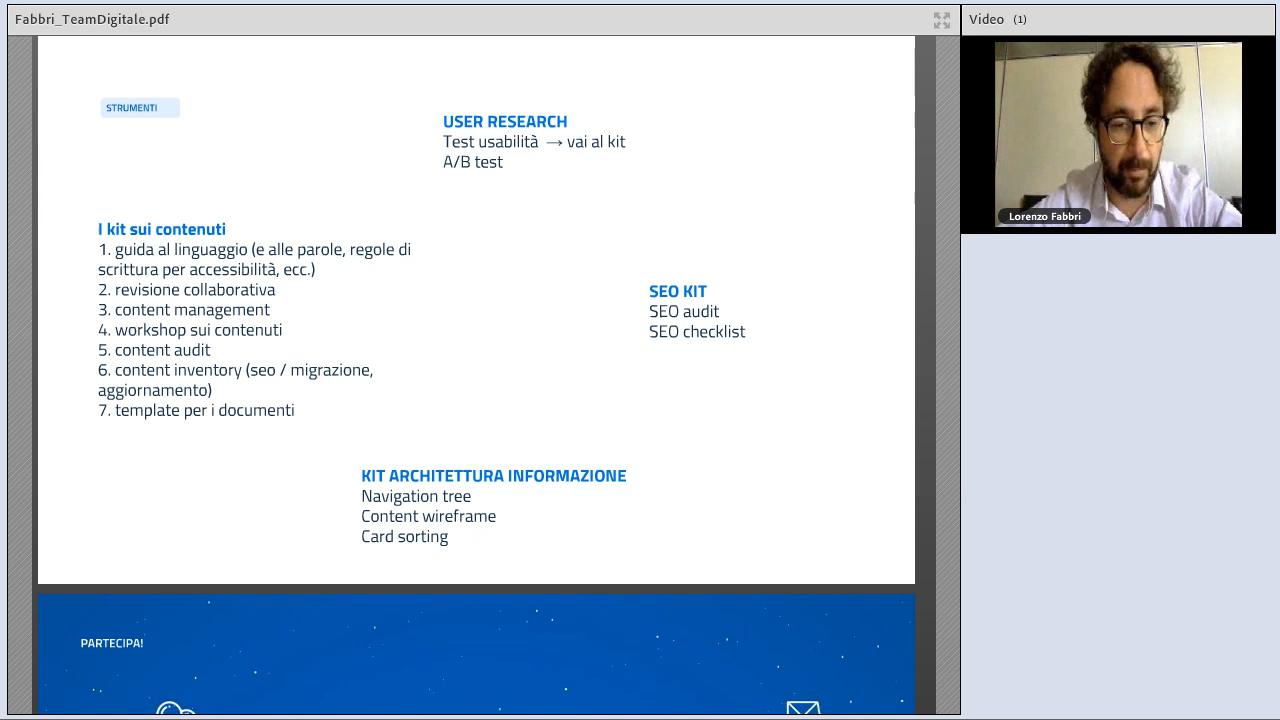 Fabbri_TeamDigitale.pdf
Video (1)
Lorenzo Fabbri
STRUMENTI
USER RESEARCH
Test usabilità → vai al kit
A/B test
I kit sui contenuti
1. guida al linguaggio (e alle parole, regole di
scrittura per accessibilità, ecc.)
2. revisione collaborativa
3. content management
4. workshop sui contenuti
5. content audit
6. content inventory (seo / migrazione,
aggiornamento)
7. template per i documenti
SEO KIT
SEO audit
SEO checklist
KIT ARCHITETTURA INFORMAZIONE
Navigation tree
Content wireframe
Card sorting
PARTECIPA!